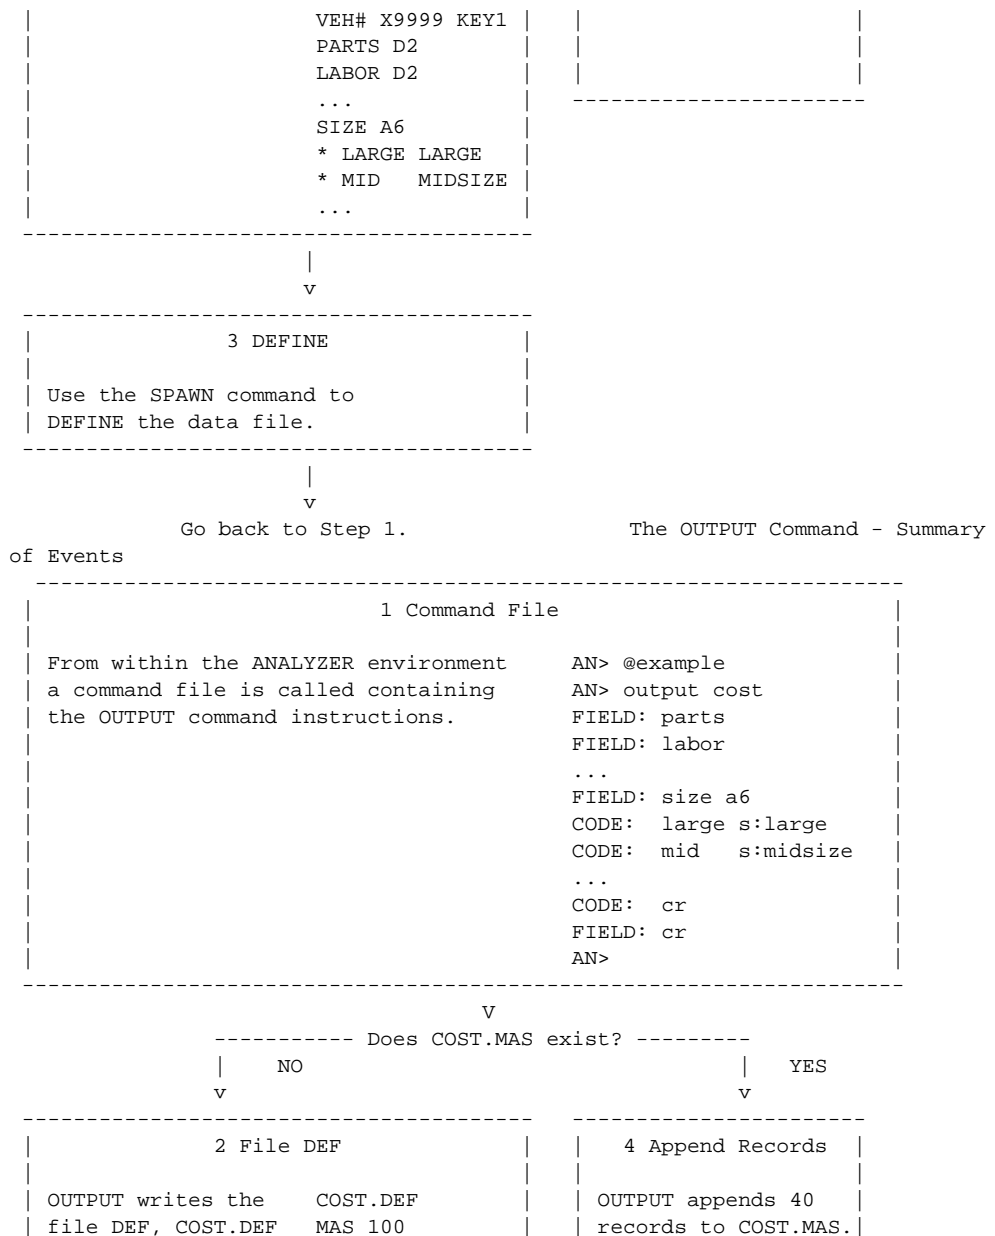 |                      VEH# X9999 KEY1 |   |                      |
|                      PARTS D2        |   |                      |
|                      LABOR D2        |   |                      |
|                      ...             |   -----------------------
|                      SIZE A6         |
|                      * LARGE LARGE   |
|                      * MID   MIDSIZE |
|                      ...             |
----------------------------------------
                      |
                      v
----------------------------------------
|               3 DEFINE               |
|                                      |
| Use the SPAWN command to             |
| DEFINE the data file.                |
----------------------------------------
                      |
                      v
            Go back to Step 1.                 The OUTPUT Command - Summary
of Events
 --------------------------------------------------------------------
|                           1 Command File                          |
|                                                                    |
| From within the ANALYZER environment     AN> @example              |
| a command file is called containing      AN> output cost           |
| the OUTPUT command instructions.         FIELD: parts              |
|                                          FIELD: labor              |
|                                          ...                       |
|                                          FIELD: size a6            |
|                                          CODE:  large s:large      |
|                                          CODE:  mid   s:midsize    |
|                                          ...                       |
|                                          CODE:  cr                 |
|                                          FIELD: cr                 |
|                                          AN>                       |
---------------------------------------------------------------------
                                   V
               ----------- Does COST.MAS exist? ---------
               |    NO                                  |   YES
               v                                        v
----------------------------------------   -----------------------
|              2 File DEF              |   |   4 Append Records   |
|                                      |   |                      |
| OUTPUT writes the    COST.DEF        |   | OUTPUT appends 40    |
| file DEF, COST.DEF   MAS 100         |   | records to COST.MAS.|